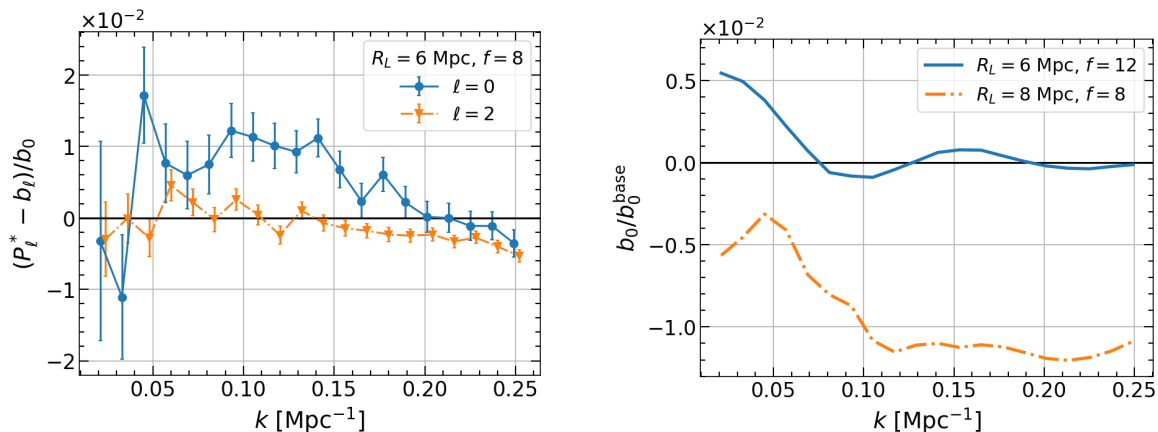 ×10⁻²
R_L = 6 Mpc, f = 8
ℓ = 0
ℓ = 2
2
1
0
−1
−2
(P_ℓ^* − b_ℓ)/b_0
0.05 0.10 0.15 0.20 0.25
k [Mpc⁻¹]
×10⁻²
R_L = 6 Mpc, f = 12
R_L = 8 Mpc, f = 8
0.5
0.0
−0.5
−1.0
b_0/b_0^base
0.05 0.10 0.15 0.20 0.25
k [Mpc⁻¹]